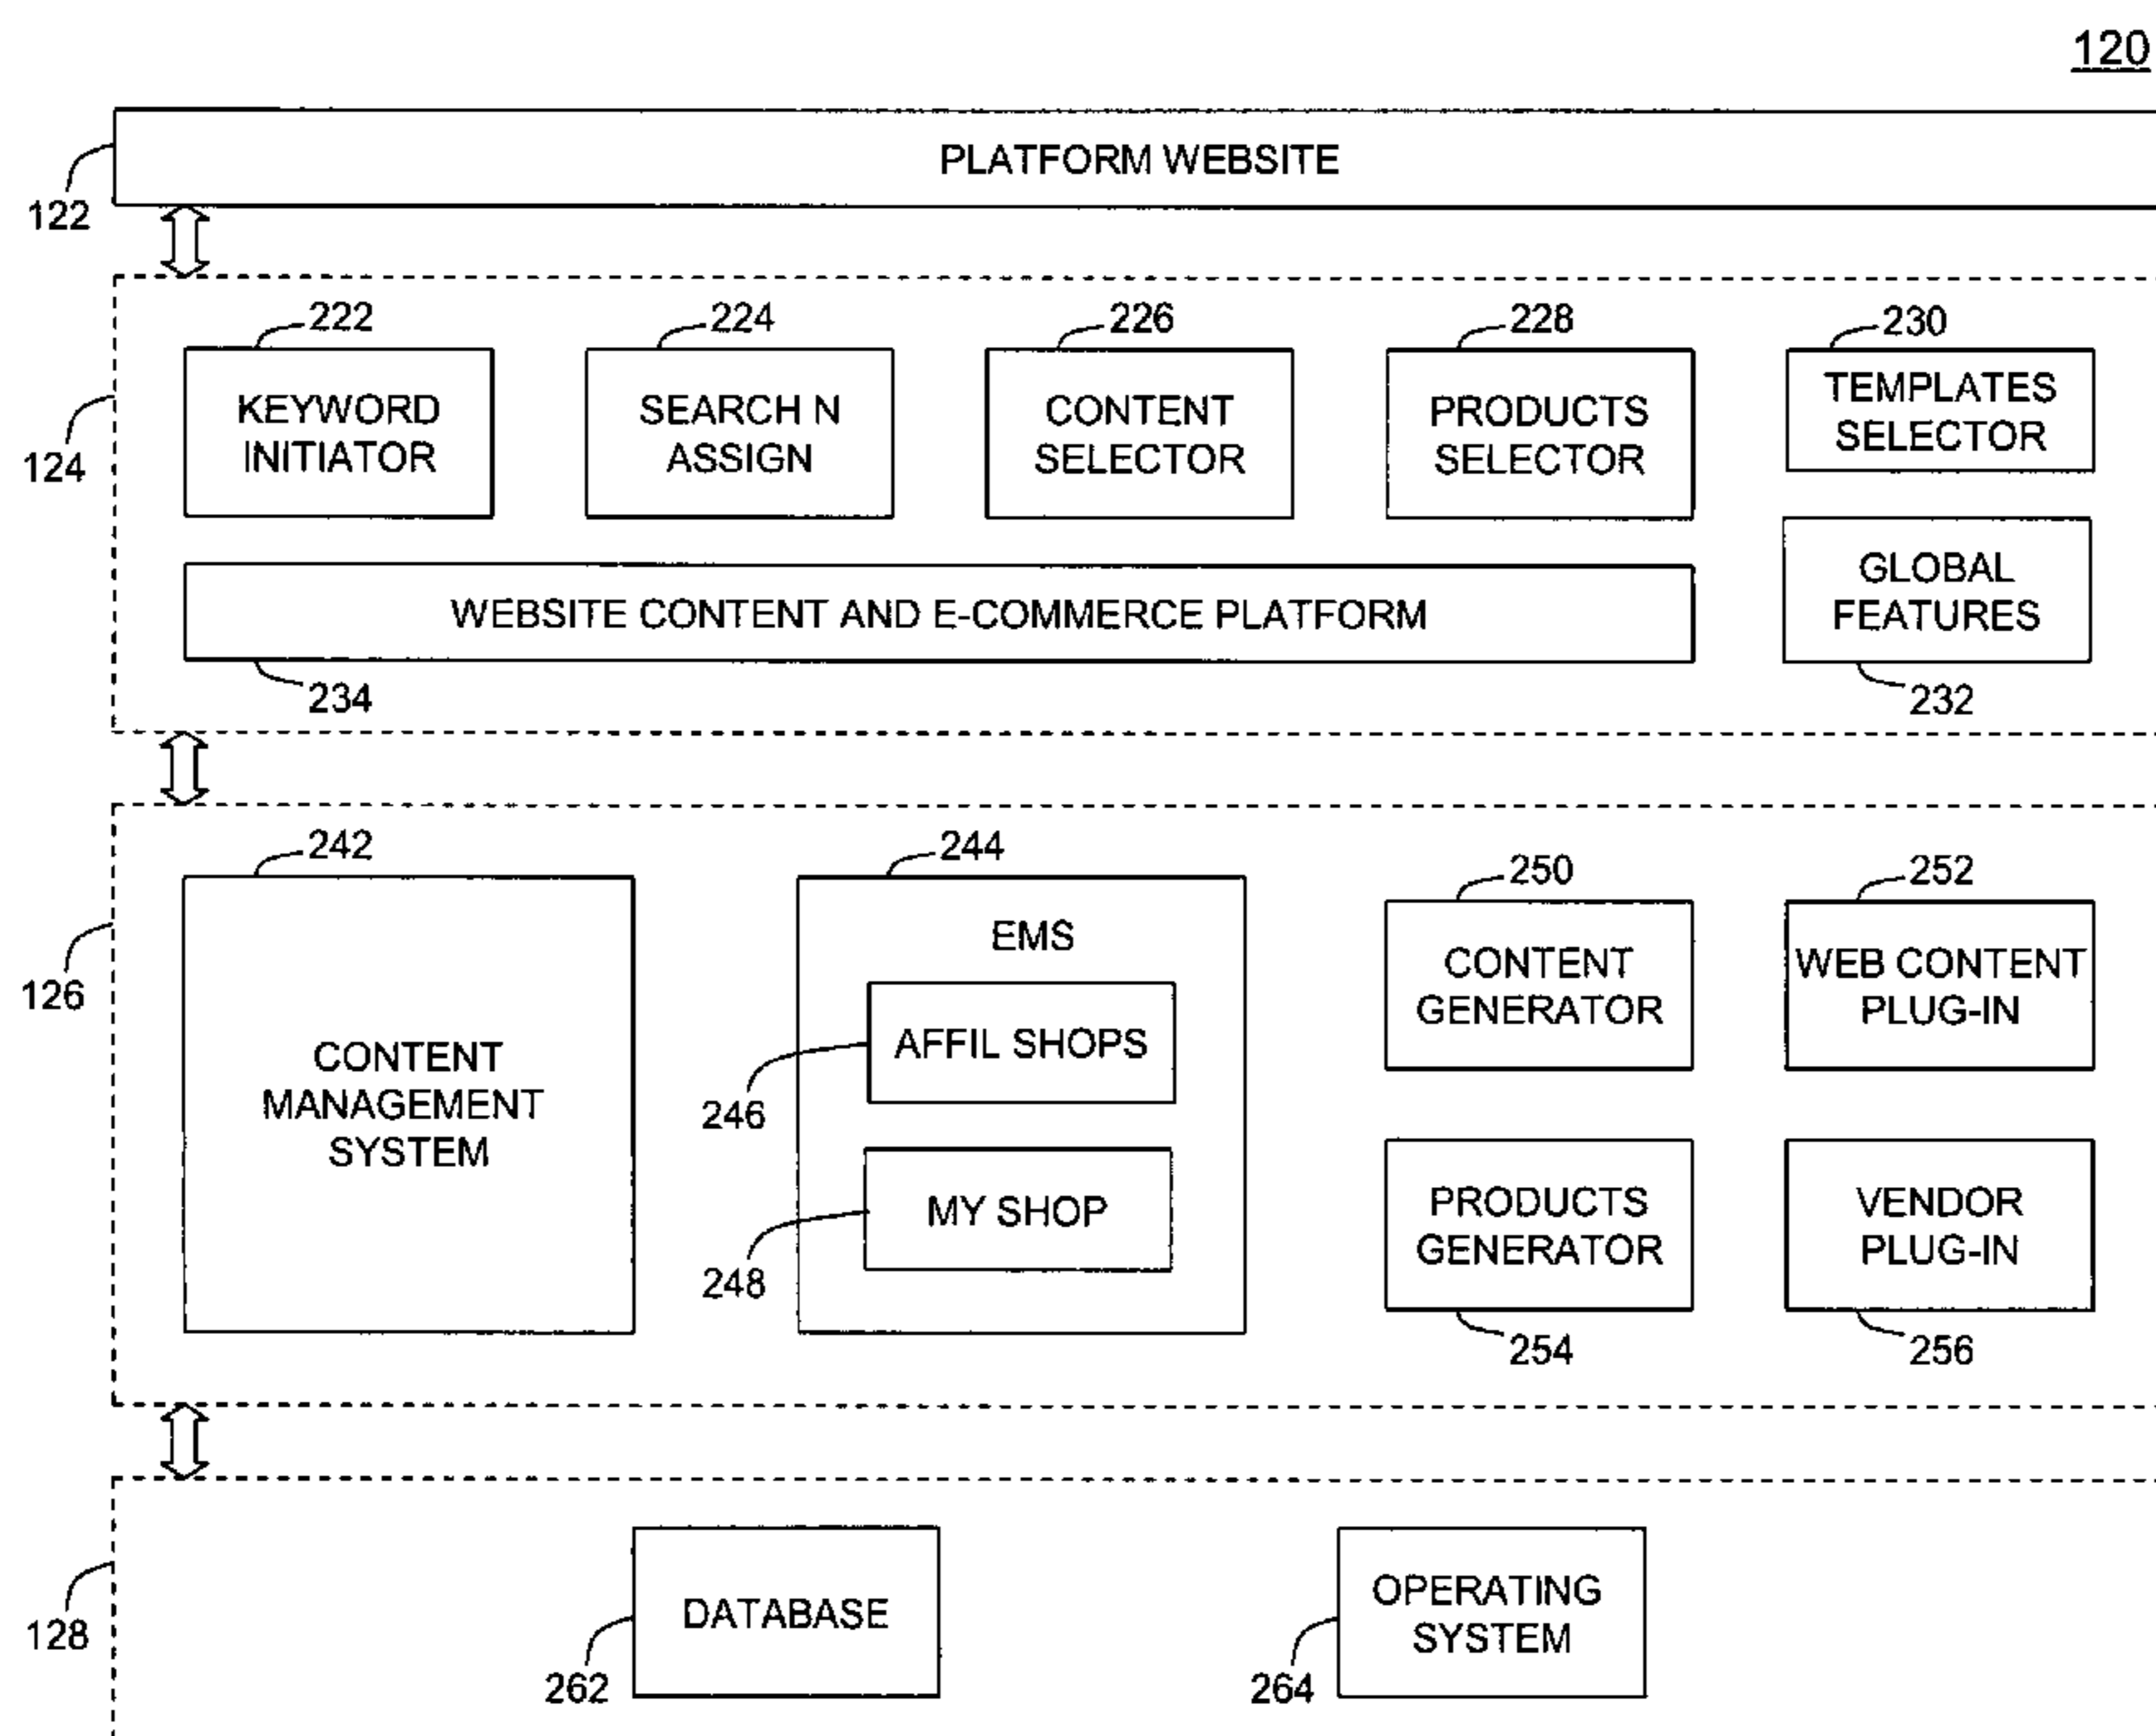 120
PLATFORM WEBSITE
122
222
224
226
228
230
KEYWORD
INITIATOR
SEARCH N
ASSIGN
CONTENT
SELECTOR
PRODUCTS
SELECTOR
TEMPLATES
SELECTOR
124
WEBSITE CONTENT AND E-COMMERCE PLATFORM
GLOBAL
FEATURES
234
232
242
244
250
252
CONTENT
MANAGEMENT
SYSTEM
EMS
AFFIL SHOPS
246
MY SHOP
248
CONTENT
GENERATOR
WEB CONTENT
PLUG-IN
126
PRODUCTS
GENERATOR
VENDOR
PLUG-IN
254
256
DATABASE
OPERATING
SYSTEM
128
262
264